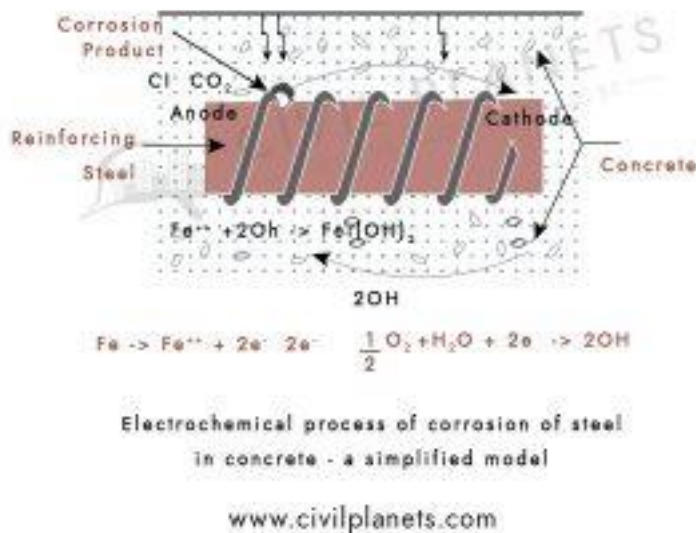 Corrosion
Product
Cl CO₂
Anode
Cathode
Reinforcing
Steel
Concrete
Fe⁺⁺ +2Oh -> Fe (OH)₂
2OH
Fe -> Fe⁺⁺ + 2e⁻ 2e⁻
1/2 O₂ +H₂O + 2e -> 2OH
Electrochemical process of corrosion of steel
in concrete - a simplified model
www.civilplanets.com